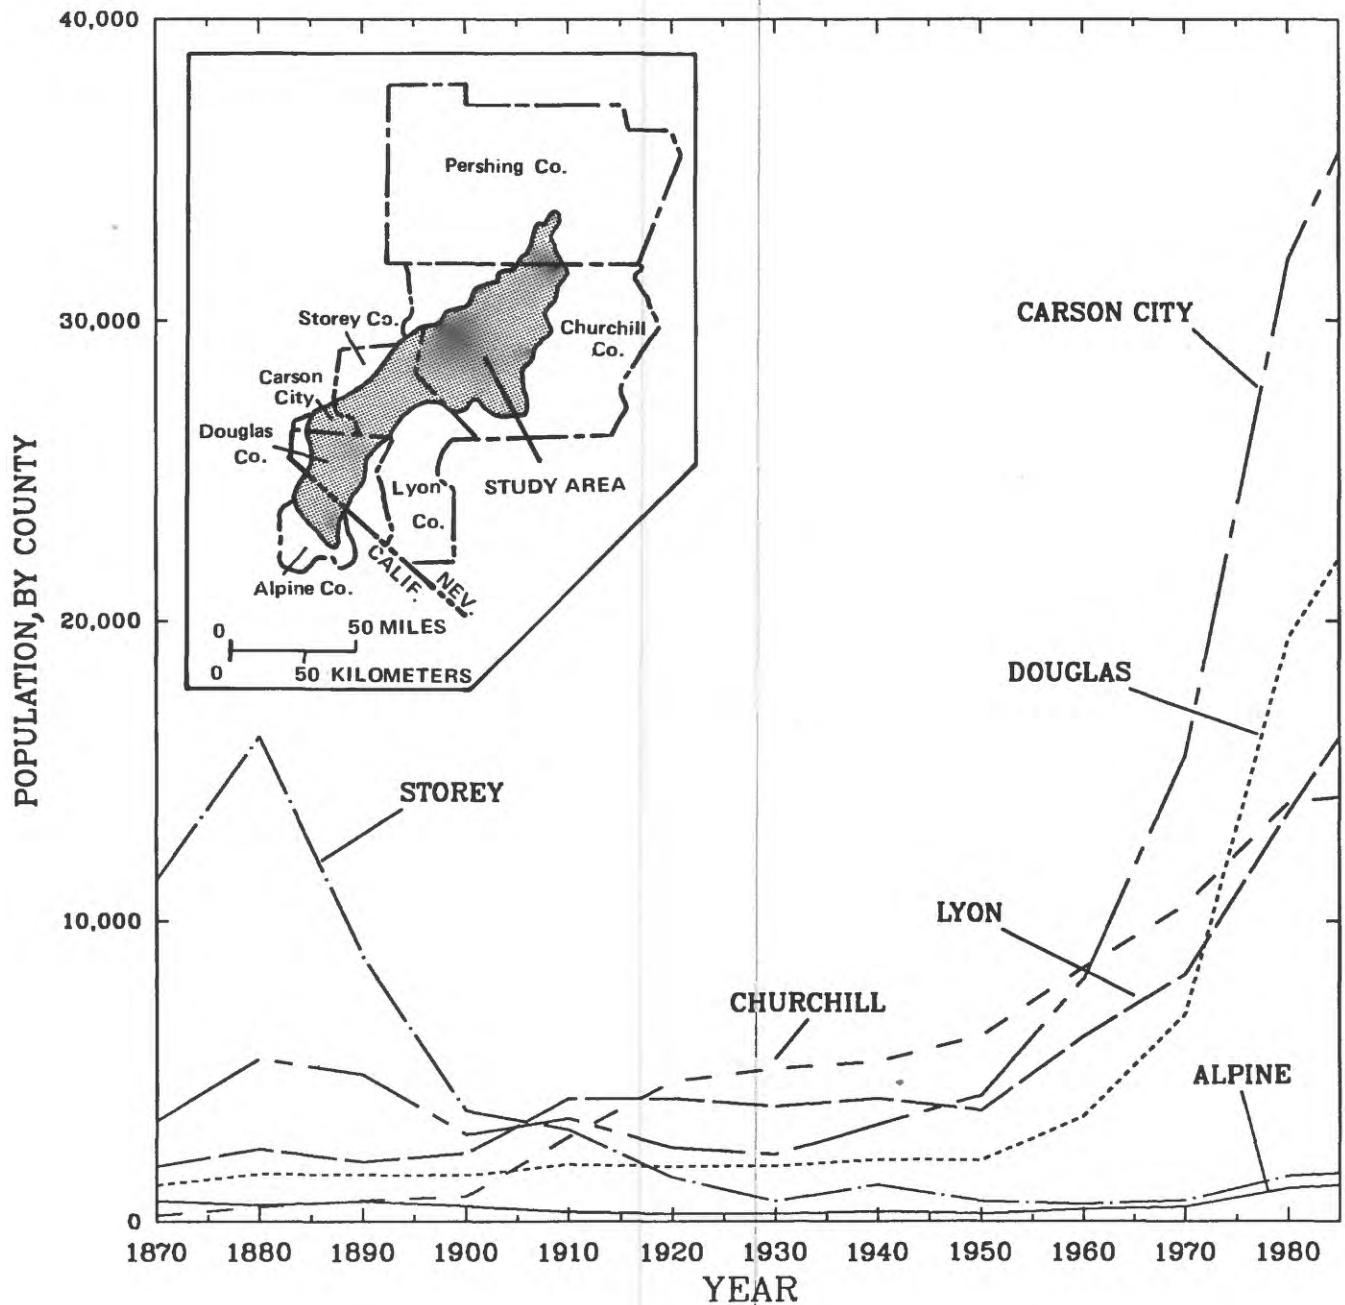 40,000
30,000
20,000
10,000
0
POPULATION, BY COUNTY
Pershing Co.
Storey Co.
Churchill
Co.
Carson
City
Douglas
Co.
Lyon
Co.
STUDY AREA
Alpine Co.
CALIF.
NEV.
0 50 MILES
0 50 KILOMETERS
CARSON CITY
DOUGLAS
STOREY
LYON
CHURCHILL
ALPINE
1870 1880 1890 1900 1910 1920 1930 1940 1950 1960 1970 1980
YEAR